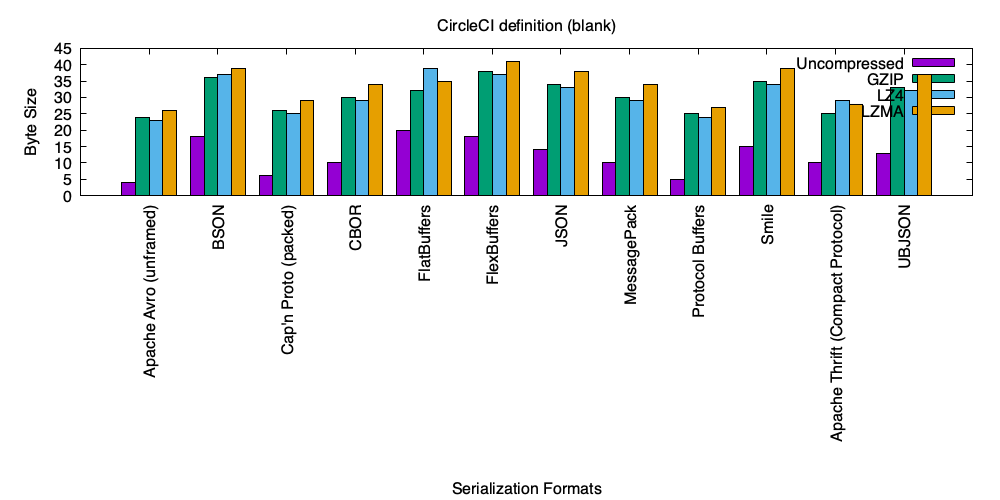 CircleCI definition (blank)
45
40
35
30
25
20
15
10
5
0
Byte Size
Uncompressed
GZIP
LZ4
LZMA
Apache Avro (unframed)
BSON
Cap'n Proto (packed)
CBOR
FlatBuffers
FlexBuffers
JSON
MessagePack
Protocol Buffers
Smile
Apache Thrift (Compact Protocol)
UBJSON
Serialization Formats